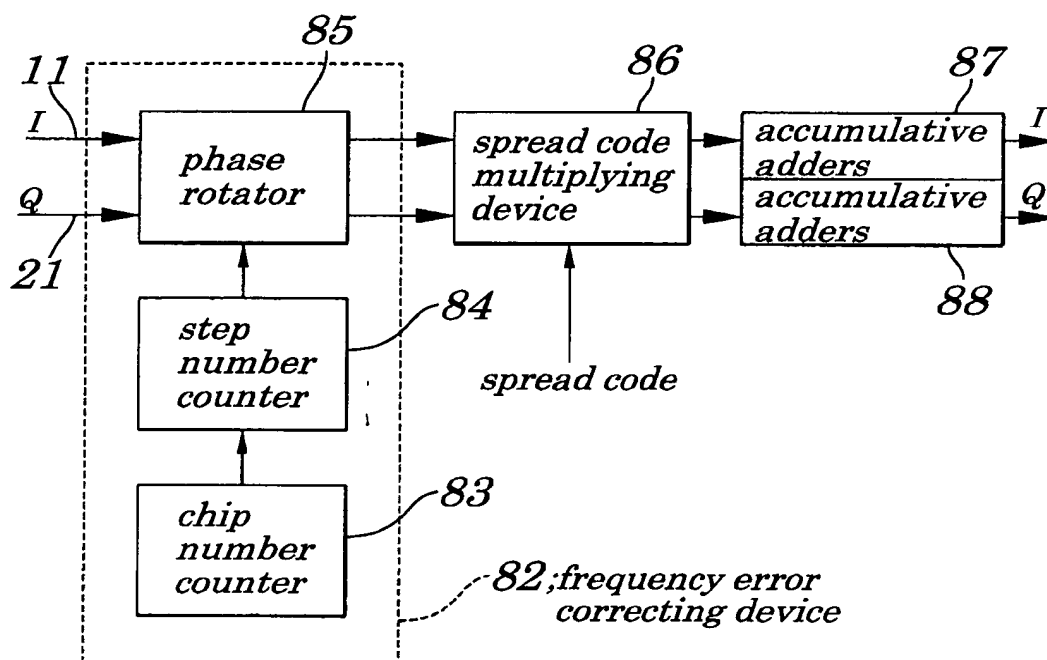 85
11
I
86
87
I
phase
rotator
spread code
multiplying
device
accumulative
adders
accumulative
adders
Q
Q
21
88
84
step
number
counter
spread code
83
chip
number
counter
82;frequency error
correcting device